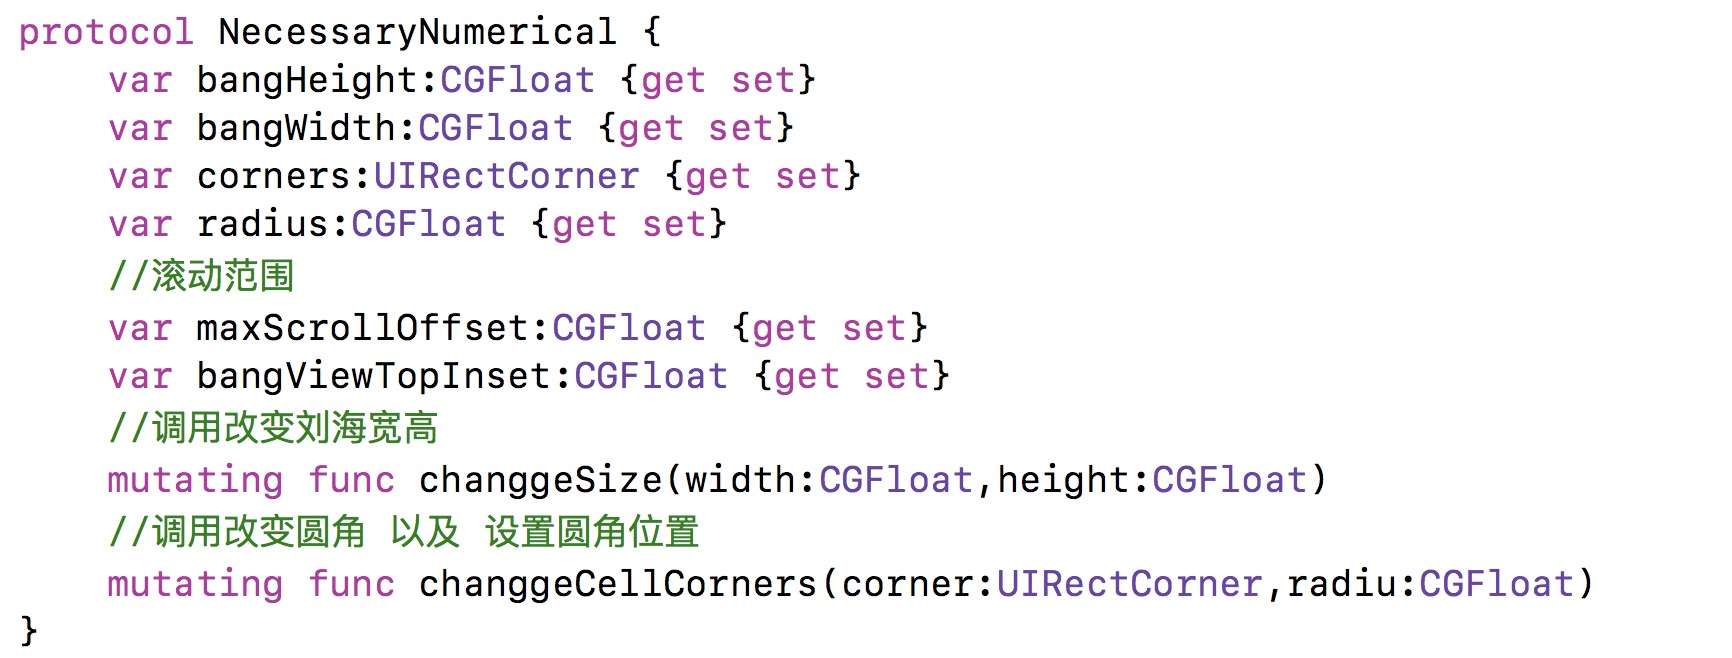 protocol NecessaryNumerical {
    var bangHeight:CGFloat {get set}
    var bangWidth:CGFloat {get set}
    var corners:UIRectCorner {get set}
    var radius:CGFloat {get set}
    //滚动范围
    var maxScrollOffset:CGFloat {get set}
    var bangViewTopInset:CGFloat {get set}
    //调用改变刘海宽高
    mutating func changgeSize(width:CGFloat,height:CGFloat)
    //调用改变圆角 以及 设置圆角位置
    mutating func changgeCellCorners(corner:UIRectCorner,radiu:CGFloat)
}